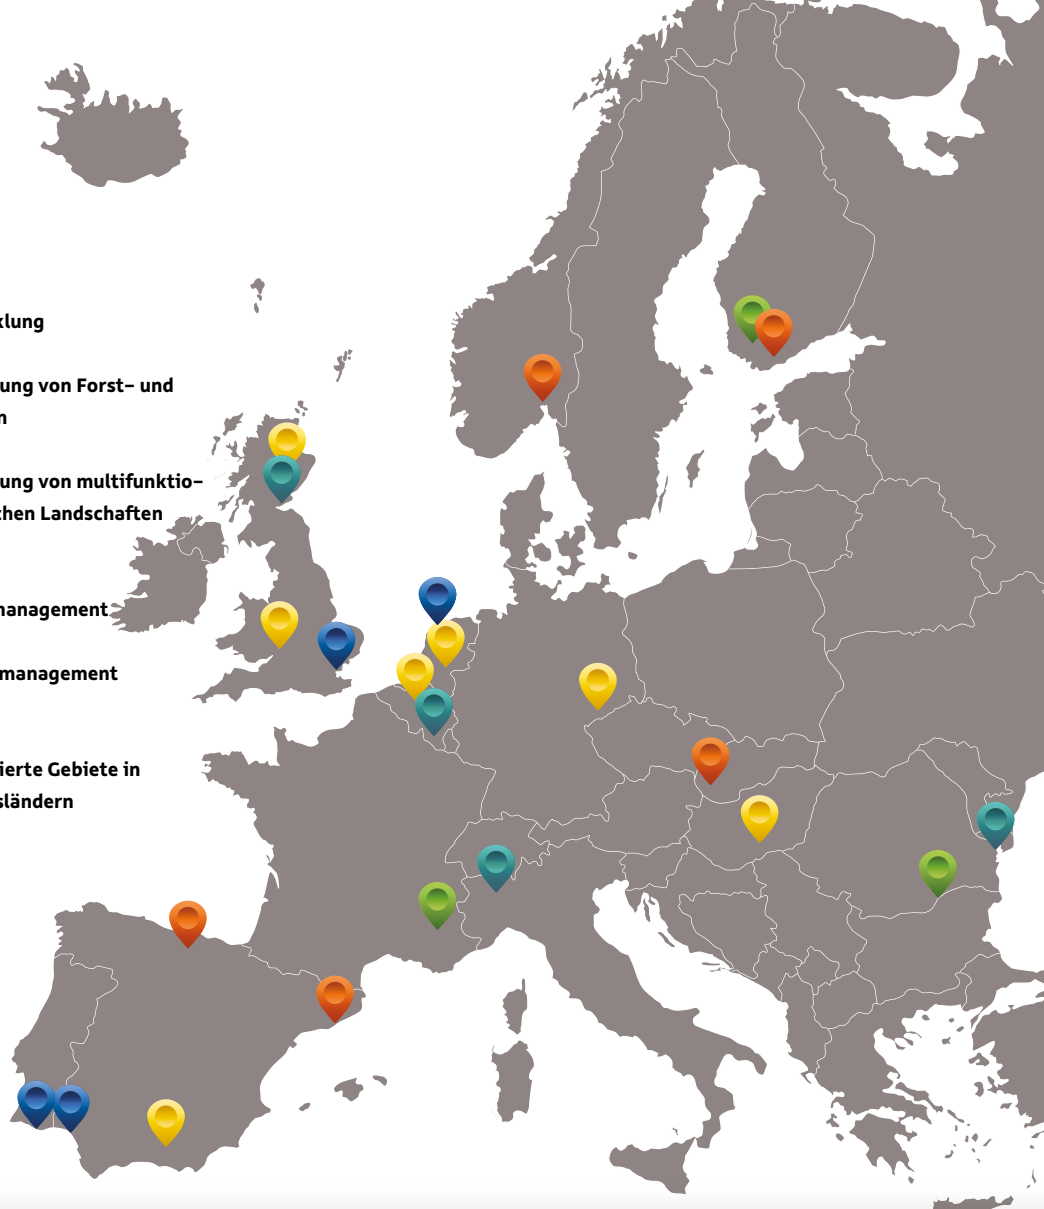 klung
ung von Forst- und
n
ung von multifunktio-
chen Landschaften
management
management
ierte Gebiete in
sländern